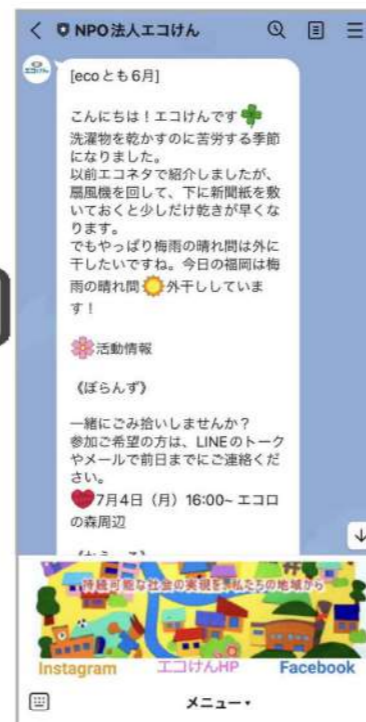 NPO法人エコけん
[ecoとも6月]
こんにちは！エコけんです🍀
洗濯物を乾かすのに苦労する季節
になりました。
以前エコネタで紹介しましたが、
扇風機を回して、下に新聞紙を敷
いておくと少しだけ乾きが早くな
ります。
でもやっぱり梅雨の晴れ間は外に
干したいですね。今日の福岡は梅
雨の晴れ間🌞外干ししていま
す！
🌸活動情報
《ぼらんず》
一緒にごみ拾いしませんか？
参加ご希望の方は、LINEのトーク
やメールで前日までにご連絡くだ
さい。
❤️7月4日（月）16:00~ エコロ
の森周辺
持続可能な社会の実現を、私たちの地域から
Instagram エコけんHP Facebook
メニュー▾